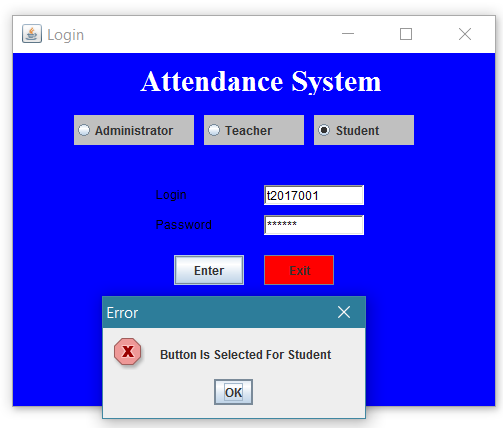 Login
Attendance System
Administrator Teacher Student
Login t2017001
Password ******
Enter Exit
Error
X
Button Is Selected For Student
OK